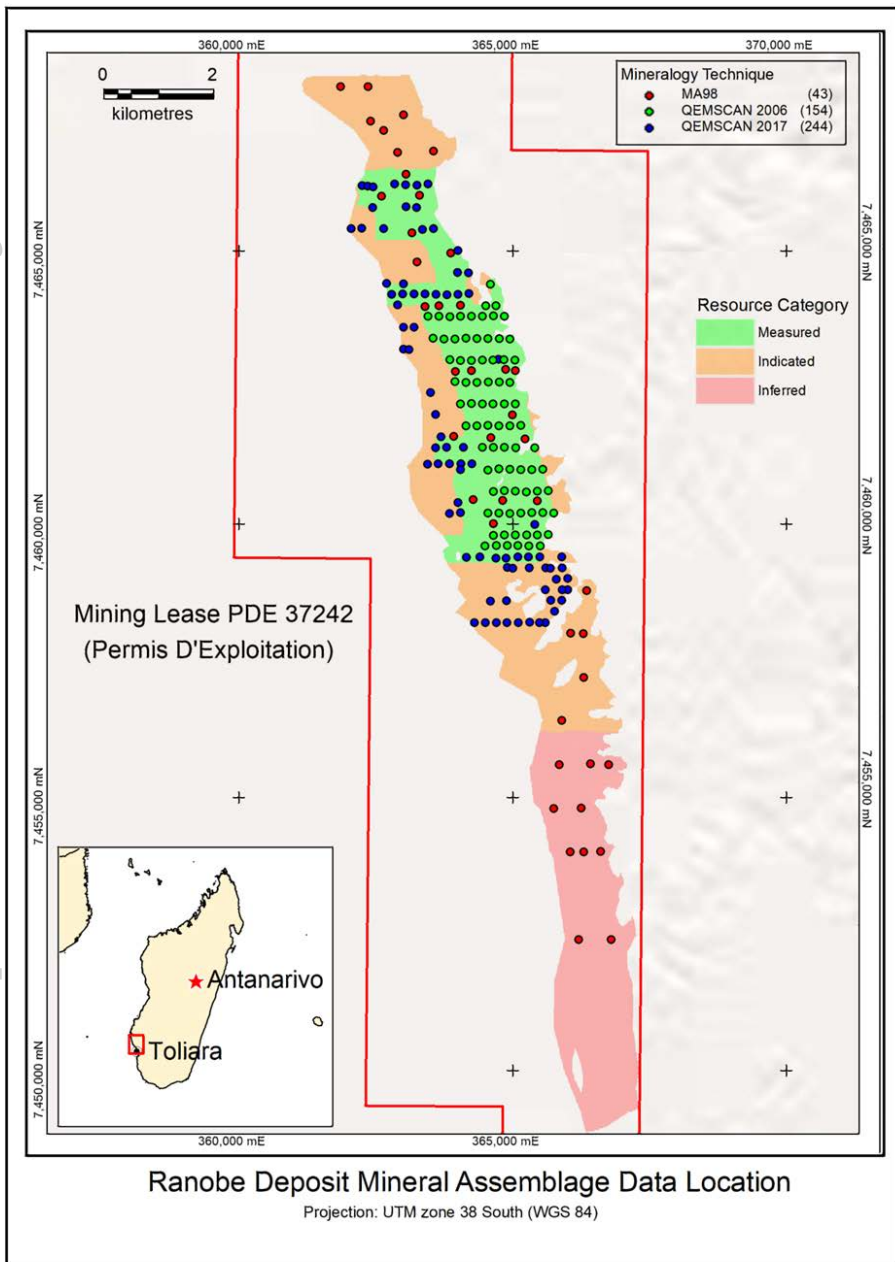 360,000 mE
365,000 mE
370,000 mE
0
2
kilometres
Mineralogy Technique
MA98 (43)
QEMSCAN 2006 (154)
QEMSCAN 2017 (244)
7,465,000 mN
7,465,000 mN
Resource Category
Measured
Indicated
Inferred
7,460,000 mN
7,460,000 mN
Mining Lease PDE 37242
(Permis D'Exploitation)
7,455,000 mN
7,455,000 mN
Antanarivo
Toliara
7,450,000 mN
7,450,000 mN
360,000 mE
365,000 mE
Ranobe Deposit Mineral Assemblage Data Location
Projection: UTM zone 38 South (WGS 84)